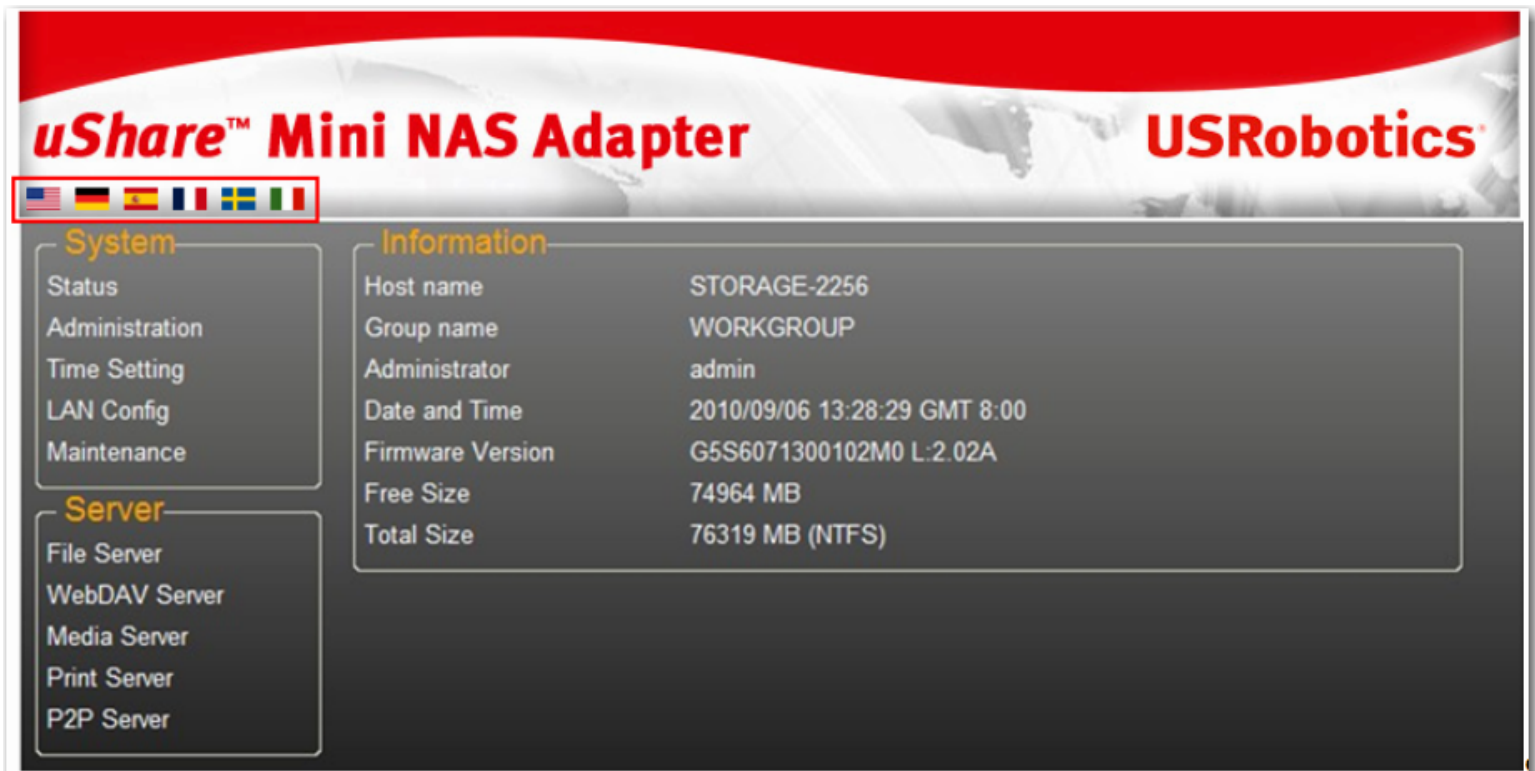 uShare™ Mini NAS Adapter
USRobotics
System
Status
Administration
Time Setting
LAN Config
Maintenance
Server
File Server
WebDAV Server
Media Server
Print Server
P2P Server
Information
Host name STORAGE-2256
Group name WORKGROUP
Administrator admin
Date and Time 2010/09/06 13:28:29 GMT 8:00
Firmware Version G5S6071300102M0 L:2.02A
Free Size 74964 MB
Total Size 76319 MB (NTFS)